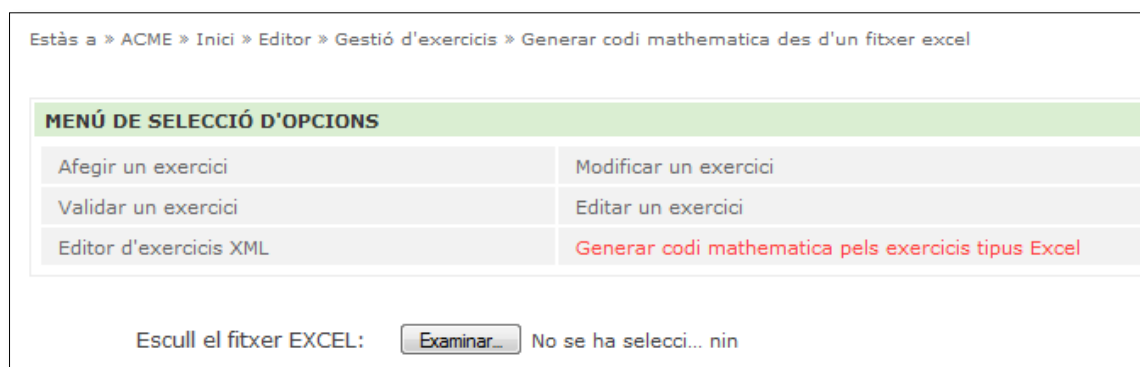 Estàs a » ACME » Inici » Editor » Gestió d'exercicis » Generar codi mathematica des d'un fitxer excel
MENÚ DE SELECCIÓ D'OPCIONS
Afegir un exercici Modificar un exercici
Validar un exercici Editar un exercici
Editor d'exercicis XML Generar codi mathematica pels exercicis tipus Excel
Escull el fitxer EXCEL: Examinar... No se ha selecci... nin